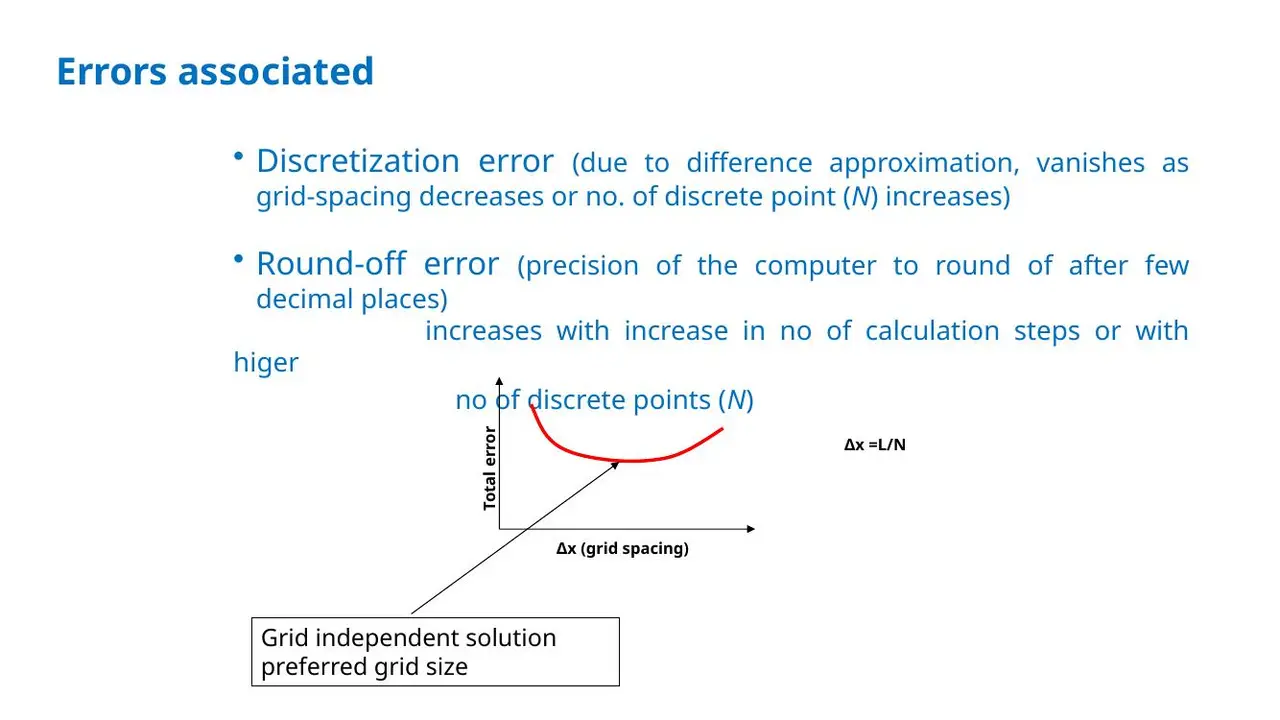 Errors associated
• Discretization error (due to difference approximation, vanishes as
grid-spacing decreases or no. of discrete point (N) increases)
• Round-off error (precision of the computer to round of after few
decimal places)
increases with increase in no of calculation steps or with
higer
no of discrete points (N)
Total error
Δx =L/N
Δx (grid spacing)
Grid independent solution
preferred grid size